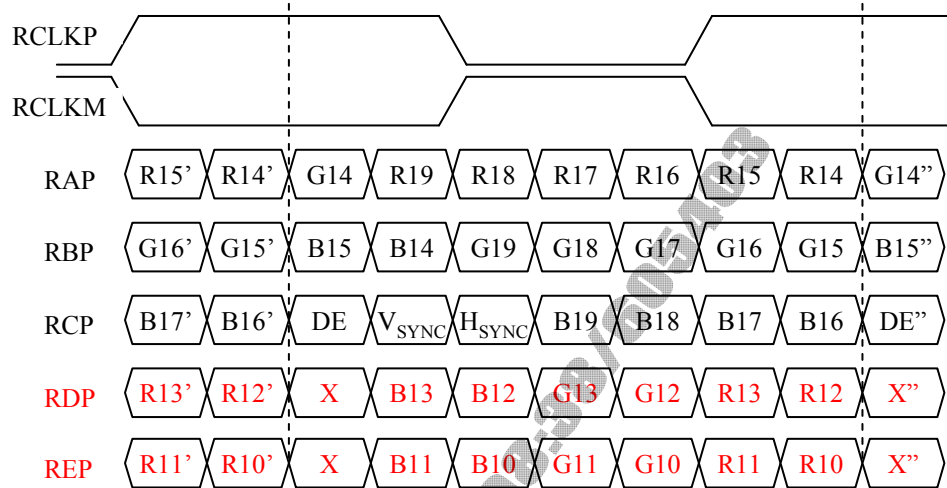 RCLKP
RCLKM
RAP R15’ R14’ G14 R19 R18 R17 R16 R15 R14 G14”
RBP G16’ G15’ B15 B14 G19 G18 G17 G16 G15 B15”
RCP B17’ B16’ DE VSYNC HSYNC B19 B18 B17 B16 DE”
RDP R13’ R12’ X B13 B12 G13 G12 R13 R12 X”
REP R11’ R10’ X B11 B10 G11 G10 R11 R10 X”